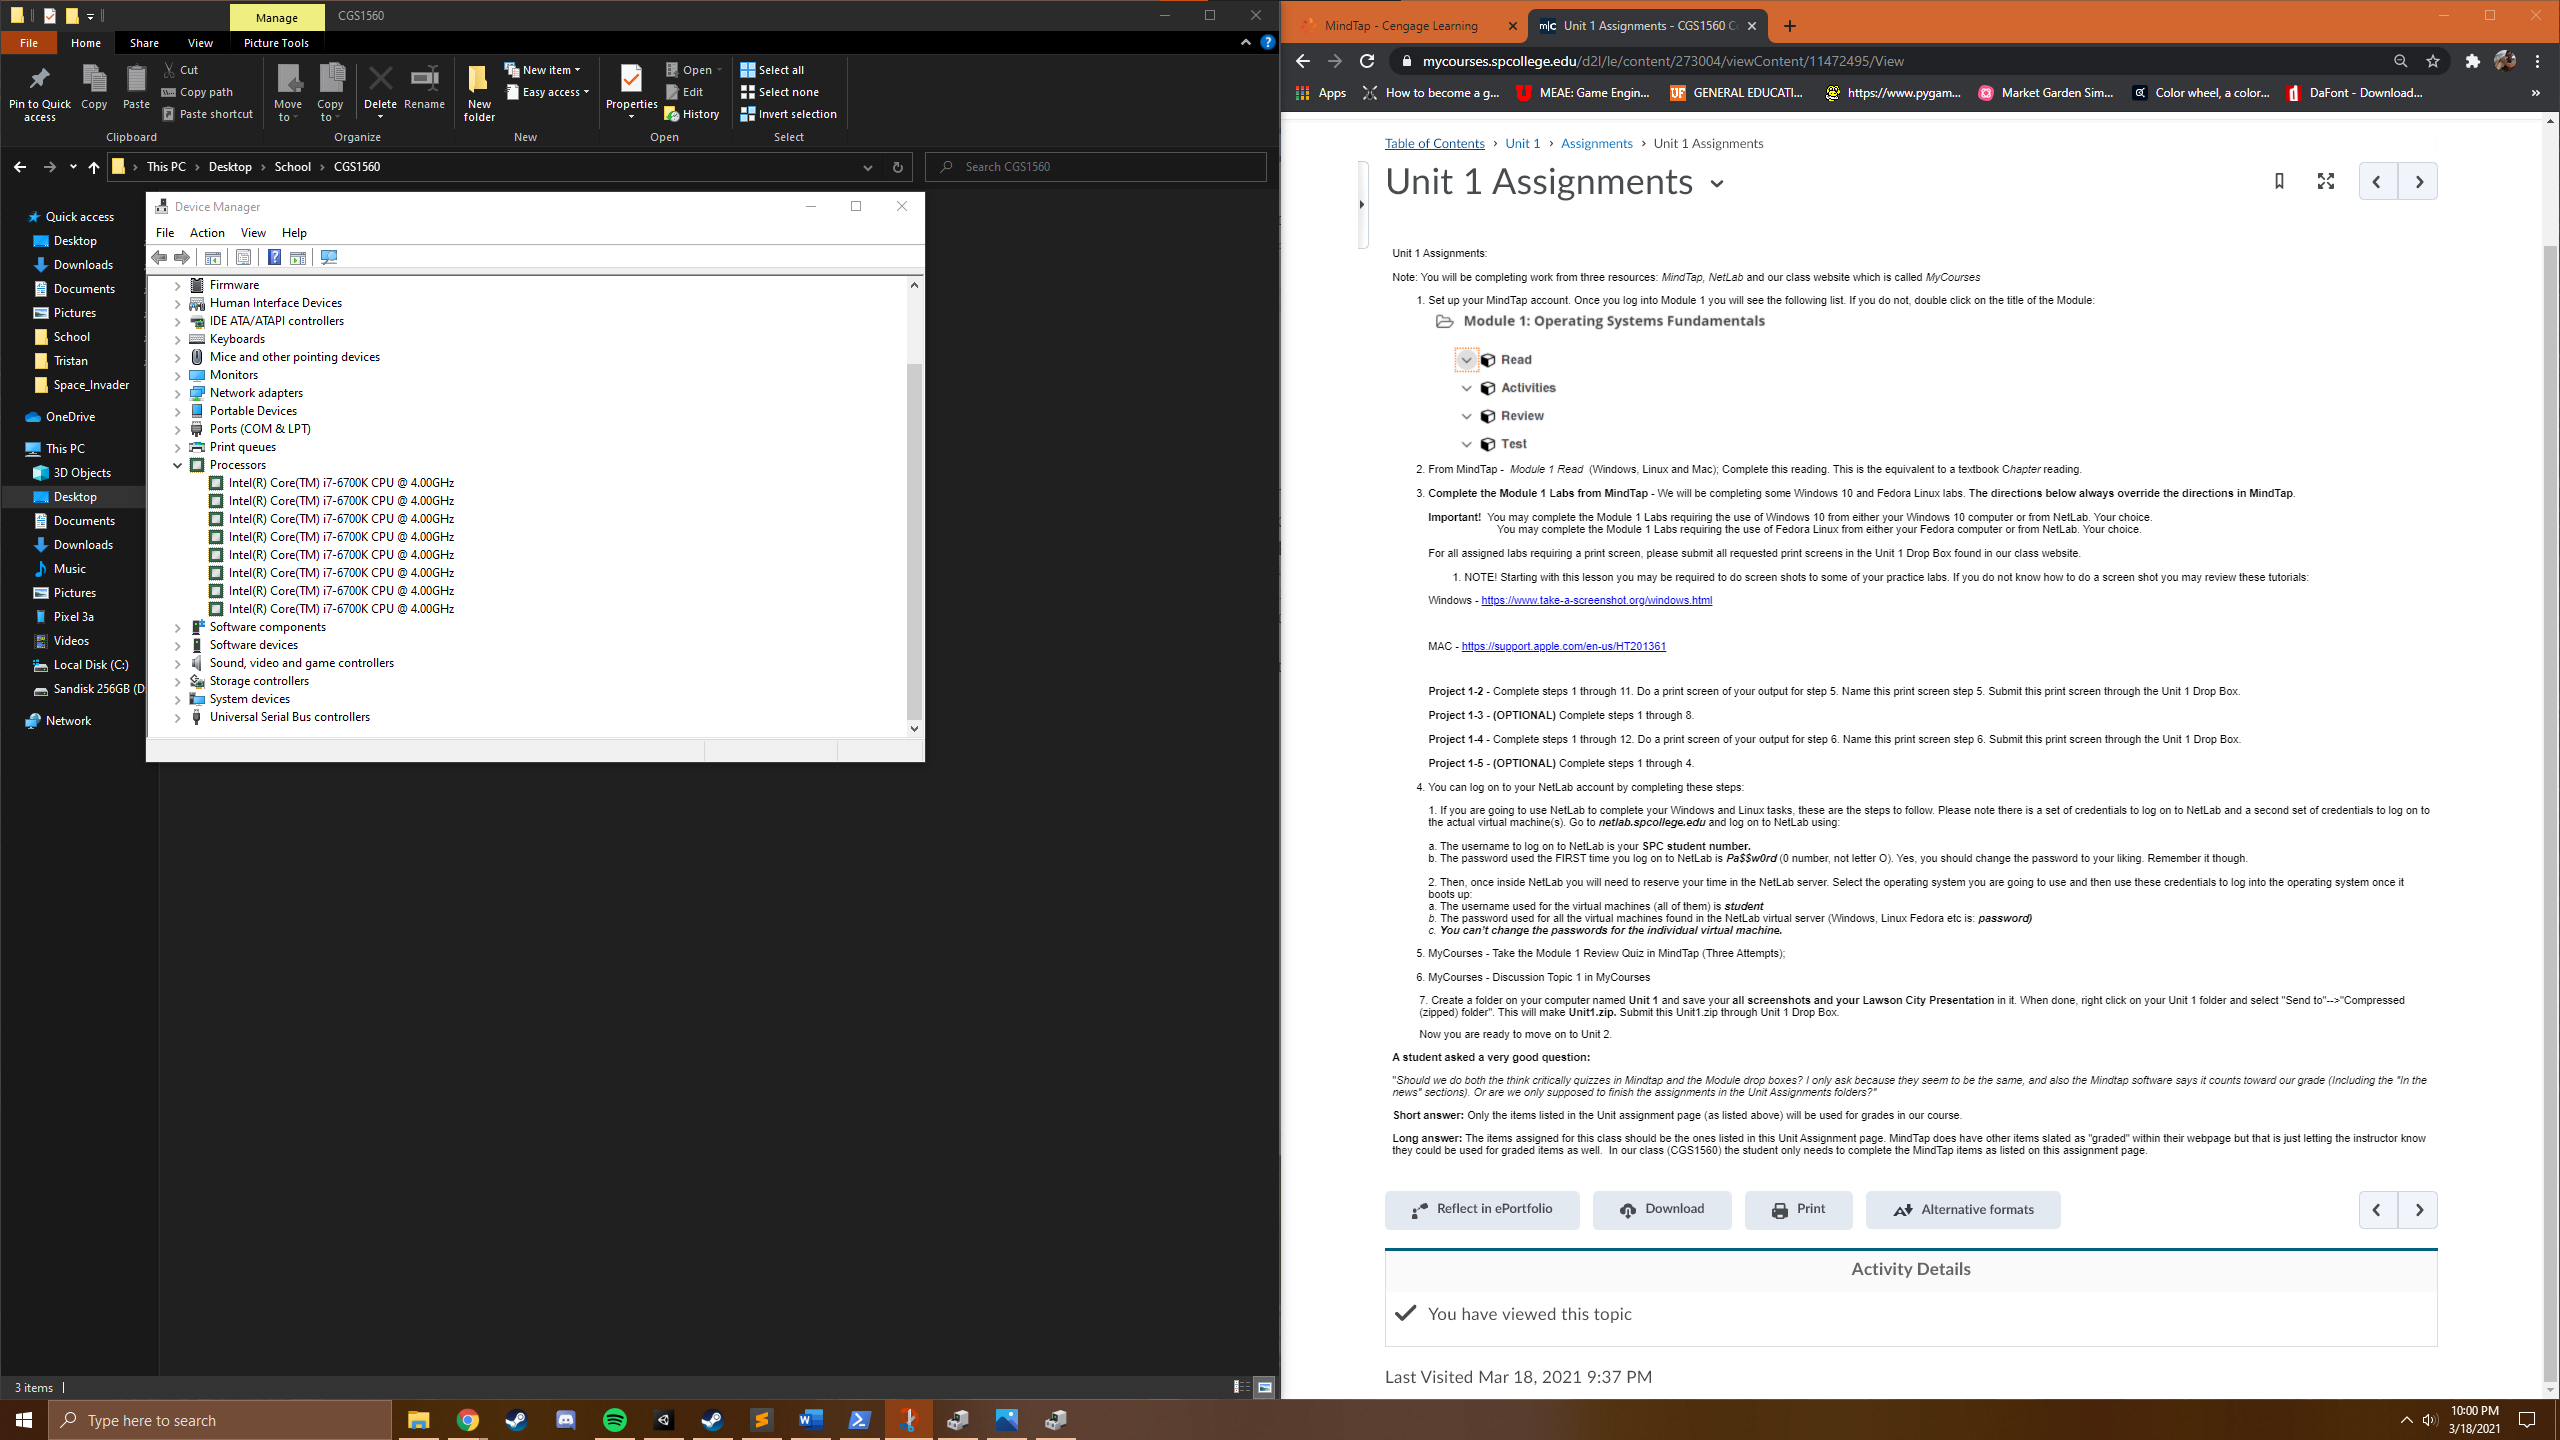 Manage
CGS1560
File
Home
Share
View
Picture Tools
Pin to Quick access
Copy
Paste
Cut
Copy path
Paste shortcut
Clipboard
Move to
Copy to
Delete
Rename
Organize
New folder
New item
Easy access
New
Properties
Open
Edit
History
Open
Select all
Select none
Invert selection
Select
This PC
Desktop
School
CGS1560
Search CGS1560
Quick access
Desktop
Downloads
Documents
Pictures
School
Tristan
Space_Invader
OneDrive
This PC
3D Objects
Desktop
Documents
Downloads
Music
Pictures
Pixel 3a
Videos
Local Disk (C:)
Sandisk 256GB (D
Network
3 items
Device Manager
File
Action
View
Help
Firmware
Human Interface Devices
IDE ATA/ATAPI controllers
Keyboards
Mice and other pointing devices
Monitors
Network adapters
Portable Devices
Ports (COM & LPT)
Print queues
Processors
Intel(R) Core(TM) i7-6700K CPU @ 4.00GHz
Intel(R) Core(TM) i7-6700K CPU @ 4.00GHz
Intel(R) Core(TM) i7-6700K CPU @ 4.00GHz
Intel(R) Core(TM) i7-6700K CPU @ 4.00GHz
Intel(R) Core(TM) i7-6700K CPU @ 4.00GHz
Intel(R) Core(TM) i7-6700K CPU @ 4.00GHz
Intel(R) Core(TM) i7-6700K CPU @ 4.00GHz
Intel(R) Core(TM) i7-6700K CPU @ 4.00GHz
Software components
Software devices
Sound, video and game controllers
Storage controllers
System devices
Universal Serial Bus controllers
MindTap - Cengage Learning
Unit 1 Assignments - CGS1560 C
mycourses.spcollege.edu/d2l/le/content/273004/viewContent/11472495/View
Apps
How to become a g...
MEAE: Game Engin...
GENERAL EDUCATI...
https://www.pygam...
Market Garden Sim...
Color wheel, a color...
DaFont - Download...
Table of Contents > Unit 1 > Assignments > Unit 1 Assignments
Unit 1 Assignments
Unit 1 Assignments:
Note: You will be completing work from three resources: MindTap, NetLab and our class website which is called MyCourses
1. Set up your MindTap account. Once you log into Module 1 you will see the following list. If you do not, double click on the title of the Module:
Module 1: Operating Systems Fundamentals
Read
Activities
Review
Test
2. From MindTap - Module 1 Read (Windows, Linux and Mac); Complete this reading. This is the equivalent to a textbook Chapter reading.
3. Complete the Module 1 Labs from MindTap - We will be completing some Windows 10 and Fedora Linux labs. The directions below always override the directions in MindTap.
Important! You may complete the Module 1 Labs requiring the use of Windows 10 from either your Windows 10 computer or from NetLab. Your choice.
You may complete the Module 1 Labs requiring the use of Fedora Linux from either your Fedora computer or from NetLab. Your choice.
For all assigned labs requiring a print screen, please submit all requested print screens in the Unit 1 Drop Box found in our class website.
1. NOTE! Starting with this lesson you may be required to do screen shots to some of your practice labs. If you do not know how to do a screen shot you may review these tutorials:
Windows - https://www.take-a-screenshot.org/windows.html
MAC - https://support.apple.com/en-us/HT201361
Project 1-2 - Complete steps 1 through 11. Do a print screen of your output for step 5. Name this print screen step 5. Submit this print screen through the Unit 1 Drop Box.
Project 1-3 - (OPTIONAL) Complete steps 1 through 8.
Project 1-4 - Complete steps 1 through 12. Do a print screen of your output for step 6. Name this print screen step 6. Submit this print screen through the Unit 1 Drop Box.
Project 1-5 - (OPTIONAL) Complete steps 1 through 4.
4. You can log on to your NetLab account by completing these steps:
1. If you are going to use NetLab to complete your Windows and Linux tasks, these are the steps to follow. Please note there is a set of credentials to log on to NetLab and a second set of credentials to log on to
the actual virtual machine(s). Go to netlab.spcollege.edu and log on to NetLab using:
a. The username to log on to NetLab is your SPC student number.
b. The password used the FIRST time you log on to NetLab is Pa$$w0rd (0 number, not letter O). Yes, you should change the password to your liking. Remember it though.
2. Then, once inside NetLab you will need to reserve your time in the NetLab server. Select the operating system you are going to use and then use these credentials to log into the operating system once it
boots up:
a. The username used for the virtual machines (all of them) is student
b. The password used for all the virtual machines found in the NetLab virtual server (Windows, Linux Fedora etc is: password)
c. You can't change the passwords for the individual virtual machine.
5. MyCourses - Take the Module 1 Review Quiz in MindTap (Three Attempts);
6. MyCourses - Discussion Topic 1 in MyCourses
7. Create a folder on your computer named Unit 1 and save your all screenshots and your Lawson City Presentation in it. When done, right click on your Unit 1 folder and select "Send to"-->"Compressed
(zipped) folder". This will make Unit1.zip. Submit this Unit1.zip through Unit 1 Drop Box.
Now you are ready to move on to Unit 2.
A student asked a very good question:
"Should we do both the think critically quizzes in Mindtap and the Module drop boxes? I only ask because they seem to be the same, and also the Mindtap software says it counts toward our grade (Including the "In the
news" sections). Or are we only supposed to finish the assignments in the Unit Assignments folders?"
Short answer: Only the items listed in the Unit assignment page (as listed above) will be used for grades in our course.
Long answer: The items assigned for this class should be the ones listed in this Unit Assignment page. MindTap does have other items slated as "graded" within their webpage but that is just letting the instructor know
they could be used for graded items as well. In our class (CGS1560) the student only needs to complete the MindTap items as listed on this assignment page.
Reflect in ePortfolio
Download
Print
Alternative formats
Activity Details
You have viewed this topic
Last Visited Mar 18, 2021 9:37 PM
Type here to search
10:00 PM
3/18/2021